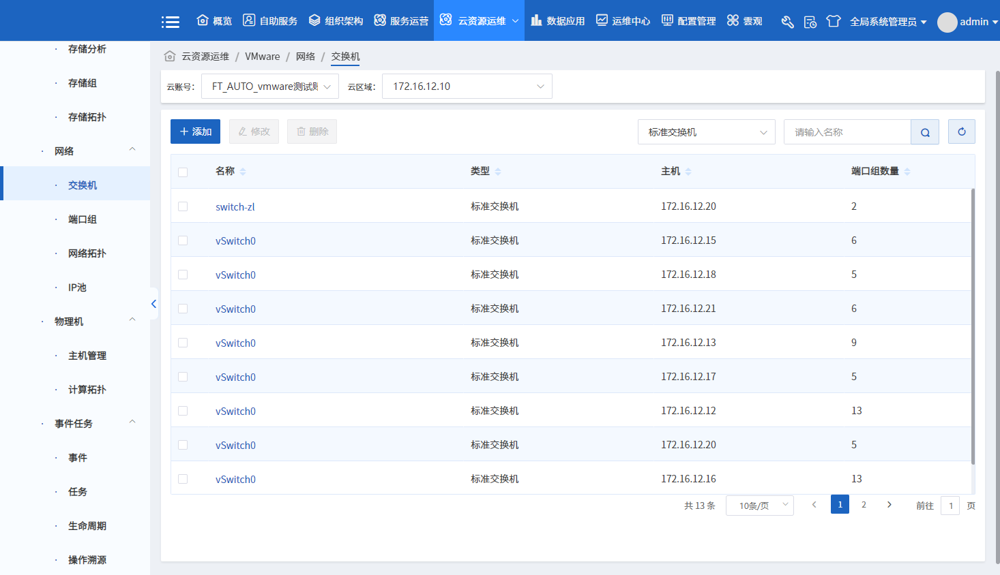 概览 自助服务 组织架构 服务运营 云资源运维 数据应用 运维中心 配置管理 雲观 全局系统管理员 admin
存储分析
存储组
存储拓扑
网络
交换机
端口组
网络拓扑
IP池
物理机
主机管理
计算拓扑
事件任务
事件
任务
生命周期
操作溯源
云资源运维 / VMware / 网络 / 交换机
云账号: FT_AUTO_vmware测试账 云区域: 172.16.12.10
添加 修改 删除 标准交换机 请输入名称
名称 类型 主机 端口组数量
switch-zl 标准交换机 172.16.12.20 2
vSwitch0 标准交换机 172.16.12.15 6
vSwitch0 标准交换机 172.16.12.18 5
vSwitch0 标准交换机 172.16.12.21 6
vSwitch0 标准交换机 172.16.12.13 9
vSwitch0 标准交换机 172.16.12.17 5
vSwitch0 标准交换机 172.16.12.12 13
vSwitch0 标准交换机 172.16.12.20 5
vSwitch0 标准交换机 172.16.12.16 13
共 13 条 10条/页 1 2 前往 1 页